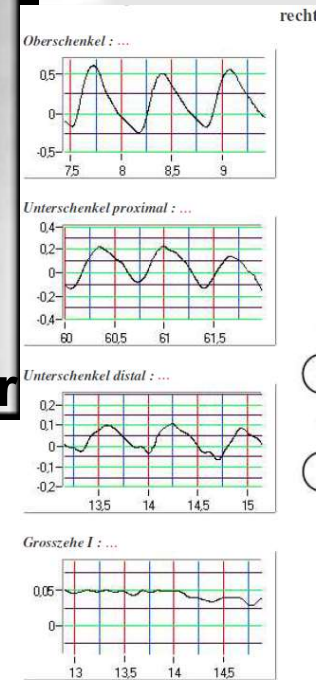 recht
Oberschenkel : ...
0,5
0
-0,5
7,5 8 8,5 9
Unterschenkel proximal : ...
0,4
0,2
0
-0,2
-0,4
60 60,5 61 61,5
r
Unterschenkel distal : ...
0,2
0,1
0
-0,1
-0,2
13,5 14 14,5 15
Grosszehe I : ...
0,05
0
13 13,5 14 14,5